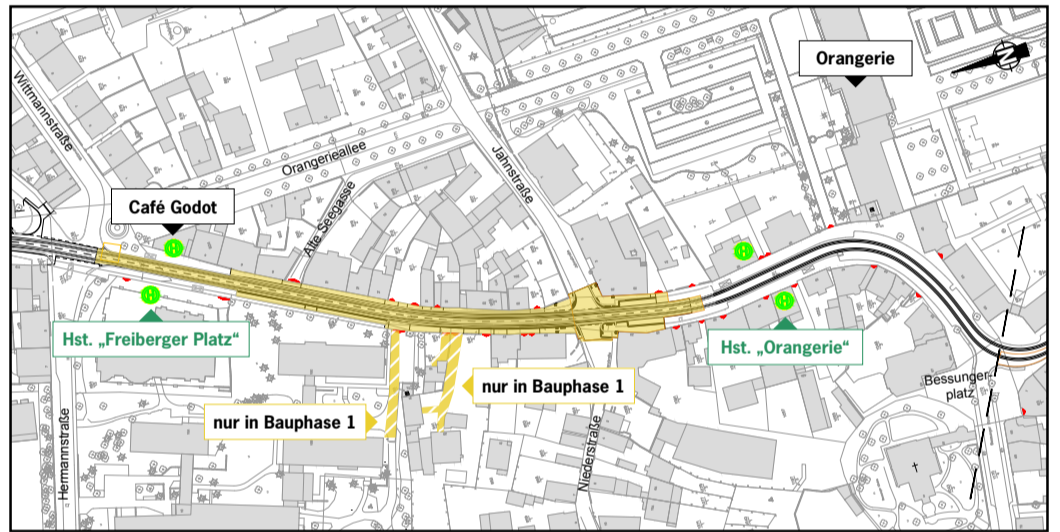 Wittmannstraße
Café Godot
Orangerieallee
Alte Seegasse
Jahnstraße
Orangerie
N
H
H
H
H
Hst. „Freiberger Platz“
Hst. „Orangerie“
nur in Bauphase 1
nur in Bauphase 1
Hermannstraße
Niederstraße
Bessunger-
platz